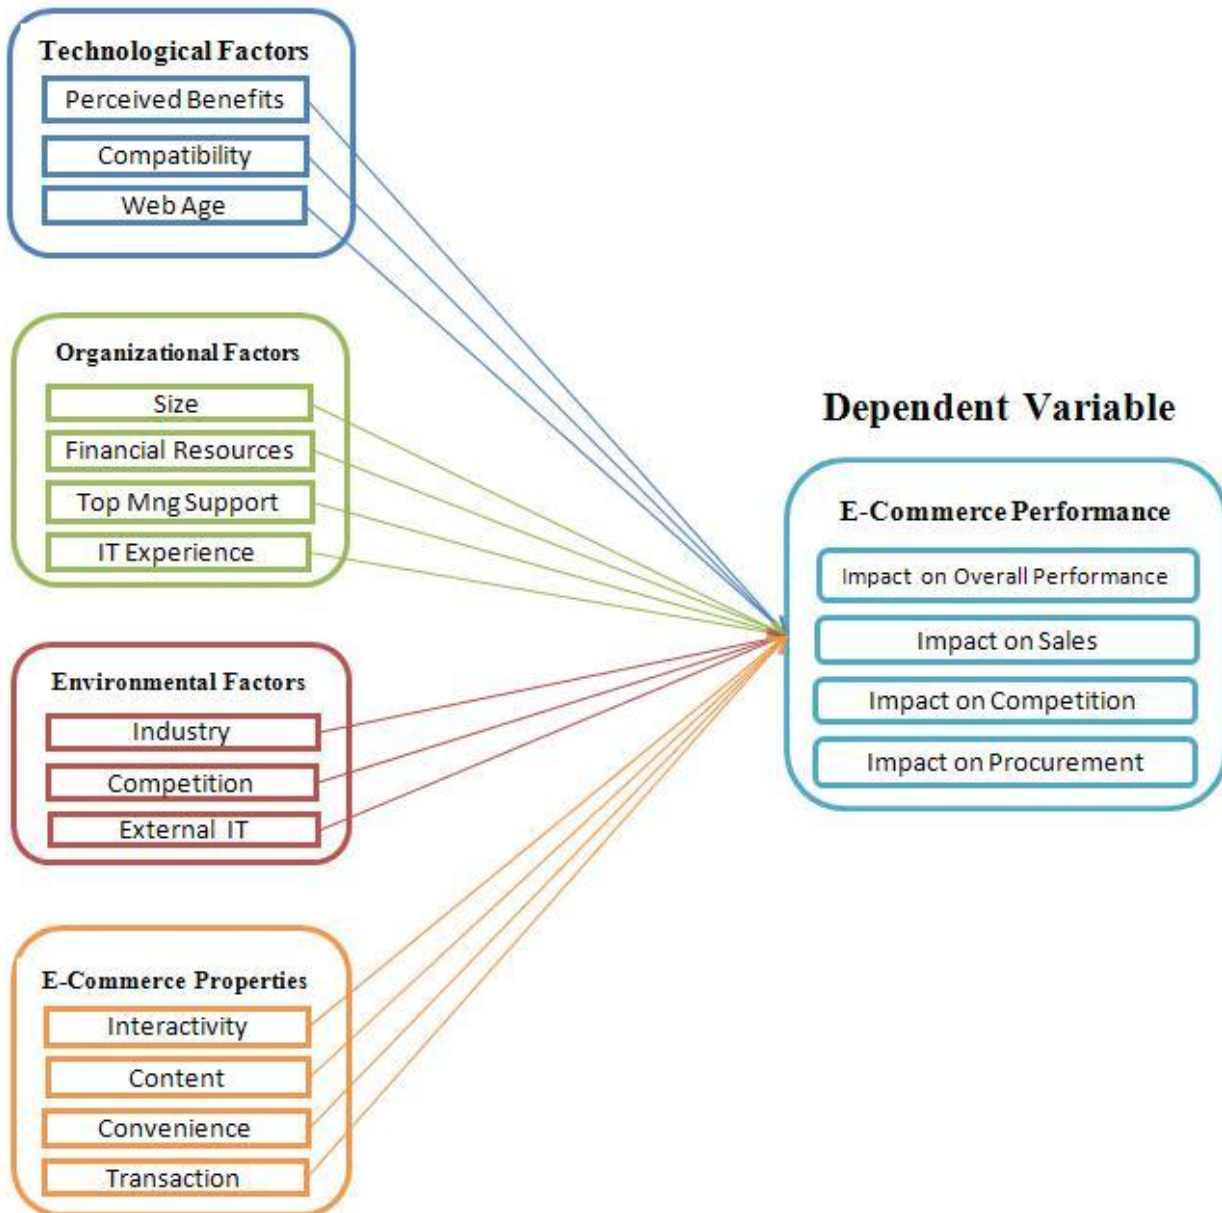 Technological Factors
Perceived Benefits
Compatibility
Web Age
Organizational Factors
Size
Financial Resources
Top Mng Support
IT Experience
Environmental Factors
Industry
Competition
External IT
E-Commerce Properties
Interactivity
Content
Convenience
Transaction
Dependent Variable
E-Commerce Performance
Impact on Overall Performance
Impact on Sales
Impact on Competition
Impact on Procurement